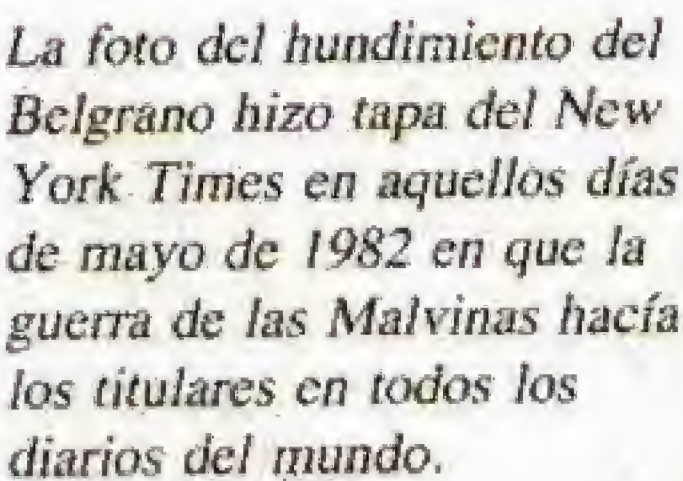 La foto del hundimiento del
Belgrano hizo tapa del New
York Times en aquellos días
de mayo de 1982 en que la
guerra de las Malvinas hacía
los titulares en todos los
diarios del mundo.